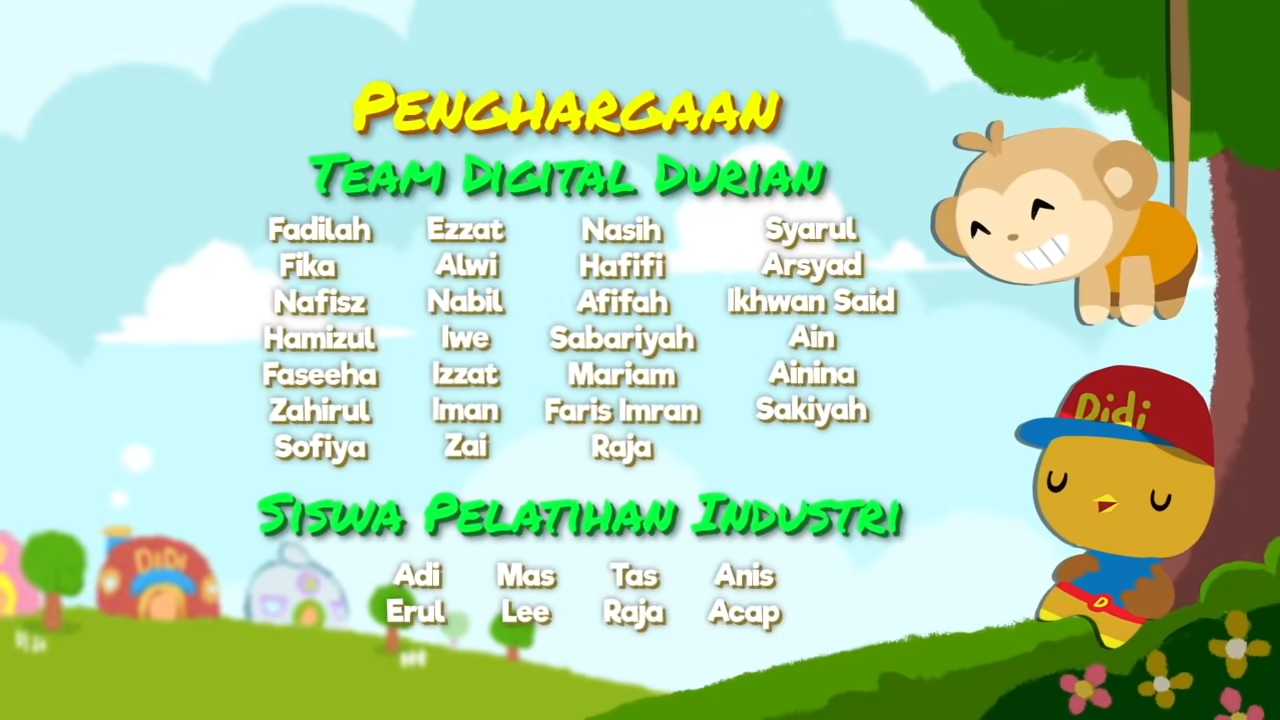 Penghargaan
Team Digital Durian
Fadilah Ezzat Nasih Syarul
Fika Alwi Hafifi Arsyad
Nafisz Nabil Afifah Ikhwan Said
Hamizul Iwe Sabariyah Ain
Faseeha Izzat Mariam Ainina
Zahirul Iman Faris Imran Sakiyah
Sofiya Zai Raja
Siswa Pelatihan Industri
Adi Mas Tas Anis
Erul Lee Raja Acap
Didi
DIDI
D